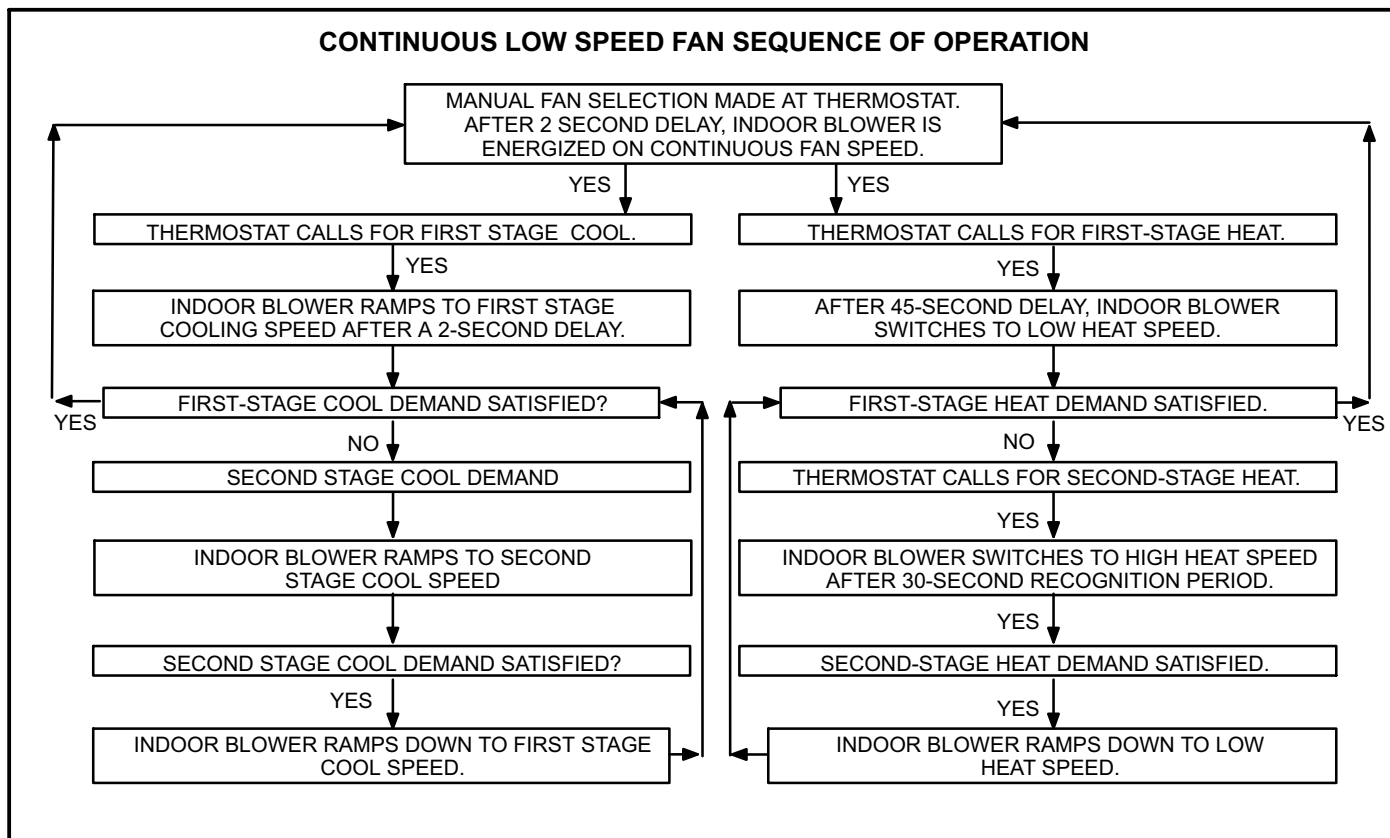 CONTINUOUS LOW SPEED FAN SEQUENCE OF OPERATION
MANUAL FAN SELECTION MADE AT THERMOSTAT.
AFTER 2 SECOND DELAY, INDOOR BLOWER IS
ENERGIZED ON CONTINUOUS FAN SPEED.
YES
YES
THERMOSTAT CALLS FOR FIRST STAGE COOL.
YES
INDOOR BLOWER RAMPS TO FIRST STAGE
COOLING SPEED AFTER A 2-SECOND DELAY.
FIRST-STAGE COOL DEMAND SATISFIED?
YES
NO
SECOND STAGE COOL DEMAND
INDOOR BLOWER RAMPS TO SECOND
STAGE COOL SPEED
SECOND STAGE COOL DEMAND SATISFIED?
YES
INDOOR BLOWER RAMPS DOWN TO FIRST STAGE
COOL SPEED.
THERMOSTAT CALLS FOR FIRST-STAGE HEAT.
YES
AFTER 45-SECOND DELAY, INDOOR BLOWER
SWITCHES TO LOW HEAT SPEED.
FIRST-STAGE HEAT DEMAND SATISFIED.
YES
NO
THERMOSTAT CALLS FOR SECOND-STAGE HEAT.
YES
INDOOR BLOWER SWITCHES TO HIGH HEAT SPEED
AFTER 30-SECOND RECOGNITION PERIOD.
YES
SECOND-STAGE HEAT DEMAND SATISFIED.
YES
INDOOR BLOWER RAMPS DOWN TO LOW
HEAT SPEED.